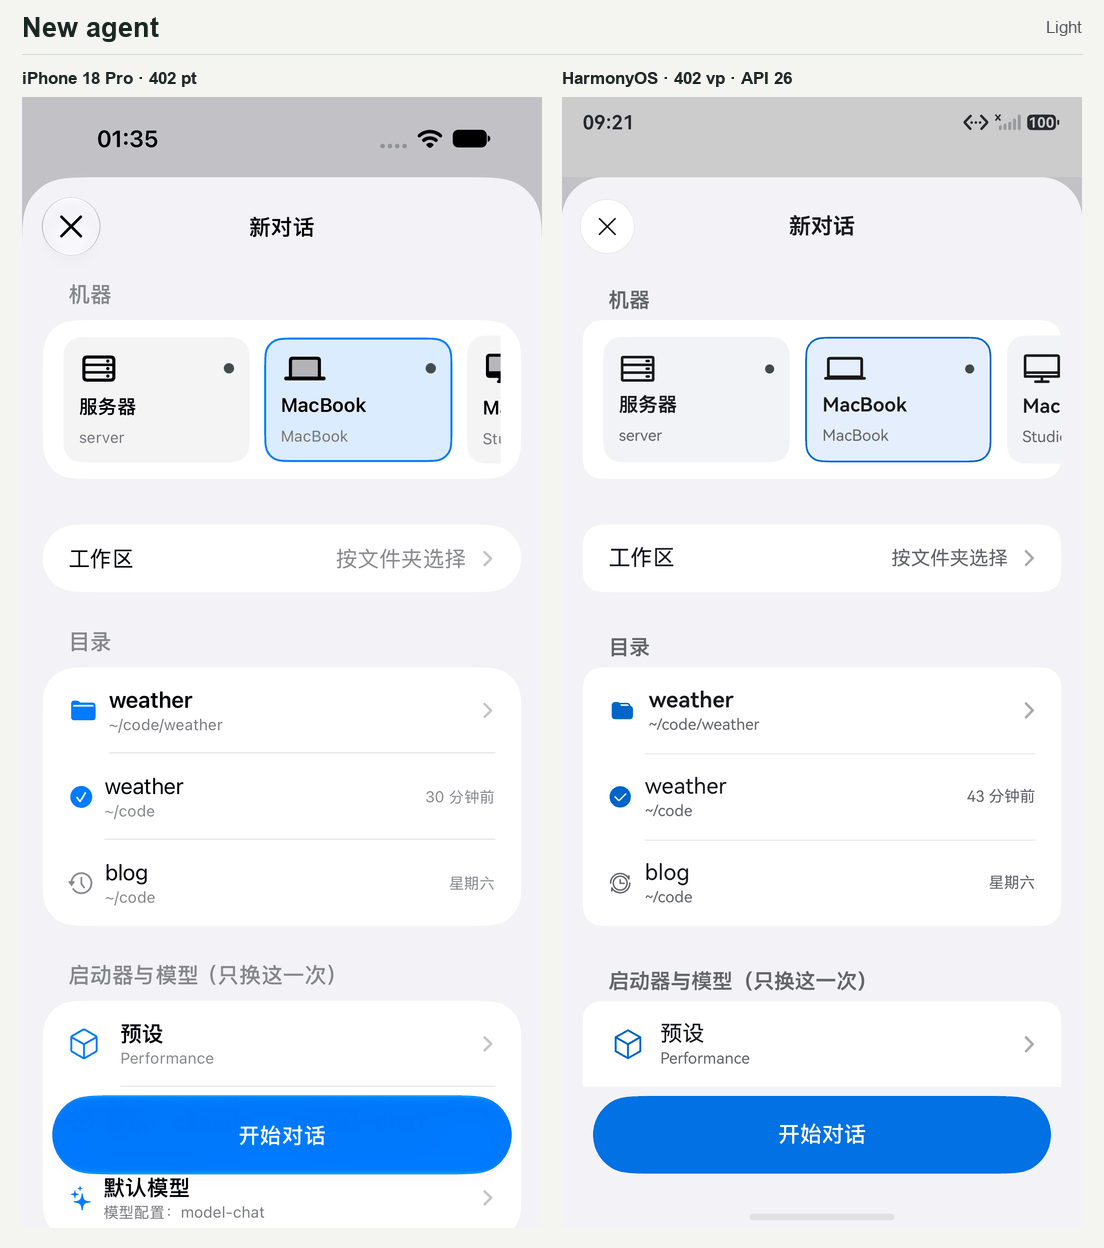 New agent
Light
iPhone 18 Pro · 402 pt
01:35
新对话
机器
服务器
server
MacBook
MacBook
工作区
按文件夹选择
目录
weather
~/code/weather
weather
~/code
30 分钟前
blog
~/code
星期六
启动器与模型（只换这一次）
预设
Performance
开始对话
默认模型
模型配置：model-chat
HarmonyOS · 402 vp · API 26
09:21
100
新对话
机器
服务器
server
MacBook
MacBook
Mac
工作区
按文件夹选择
目录
weather
~/code/weather
weather
~/code
43 分钟前
blog
~/code
星期六
启动器与模型（只换这一次）
预设
Performance
开始对话